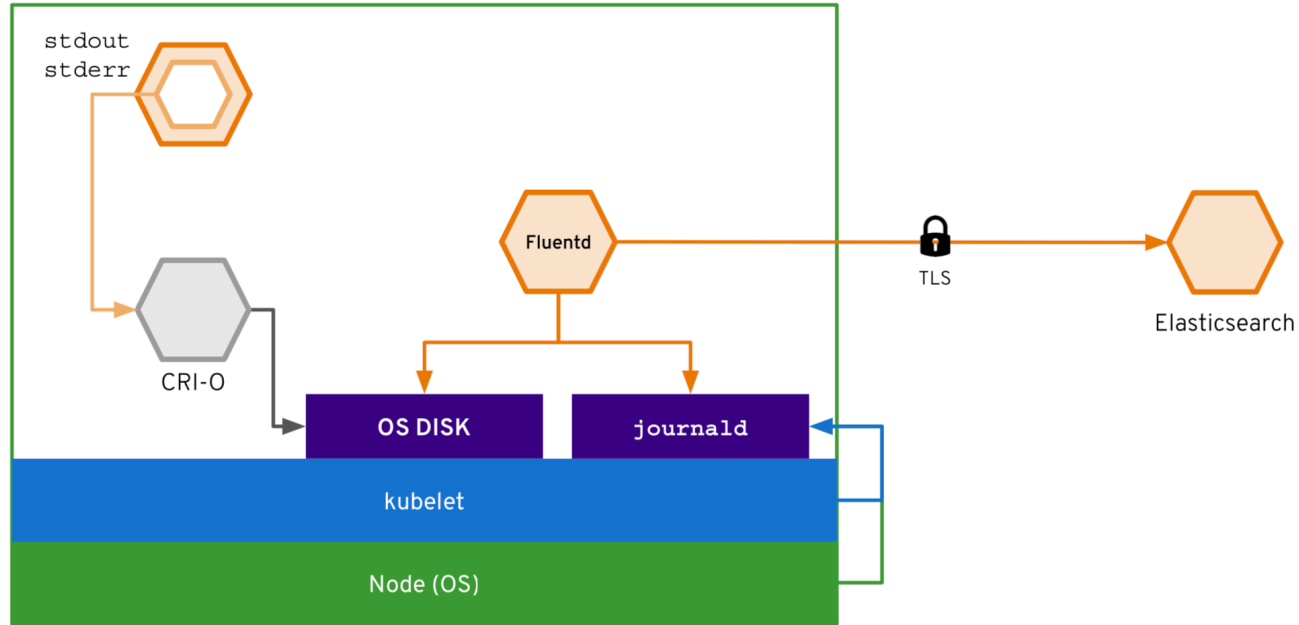 stdout
stderr
Fluentd
TLS
Elasticsearch
CRI-O
OS DISK
journald
kubelet
Node (OS)